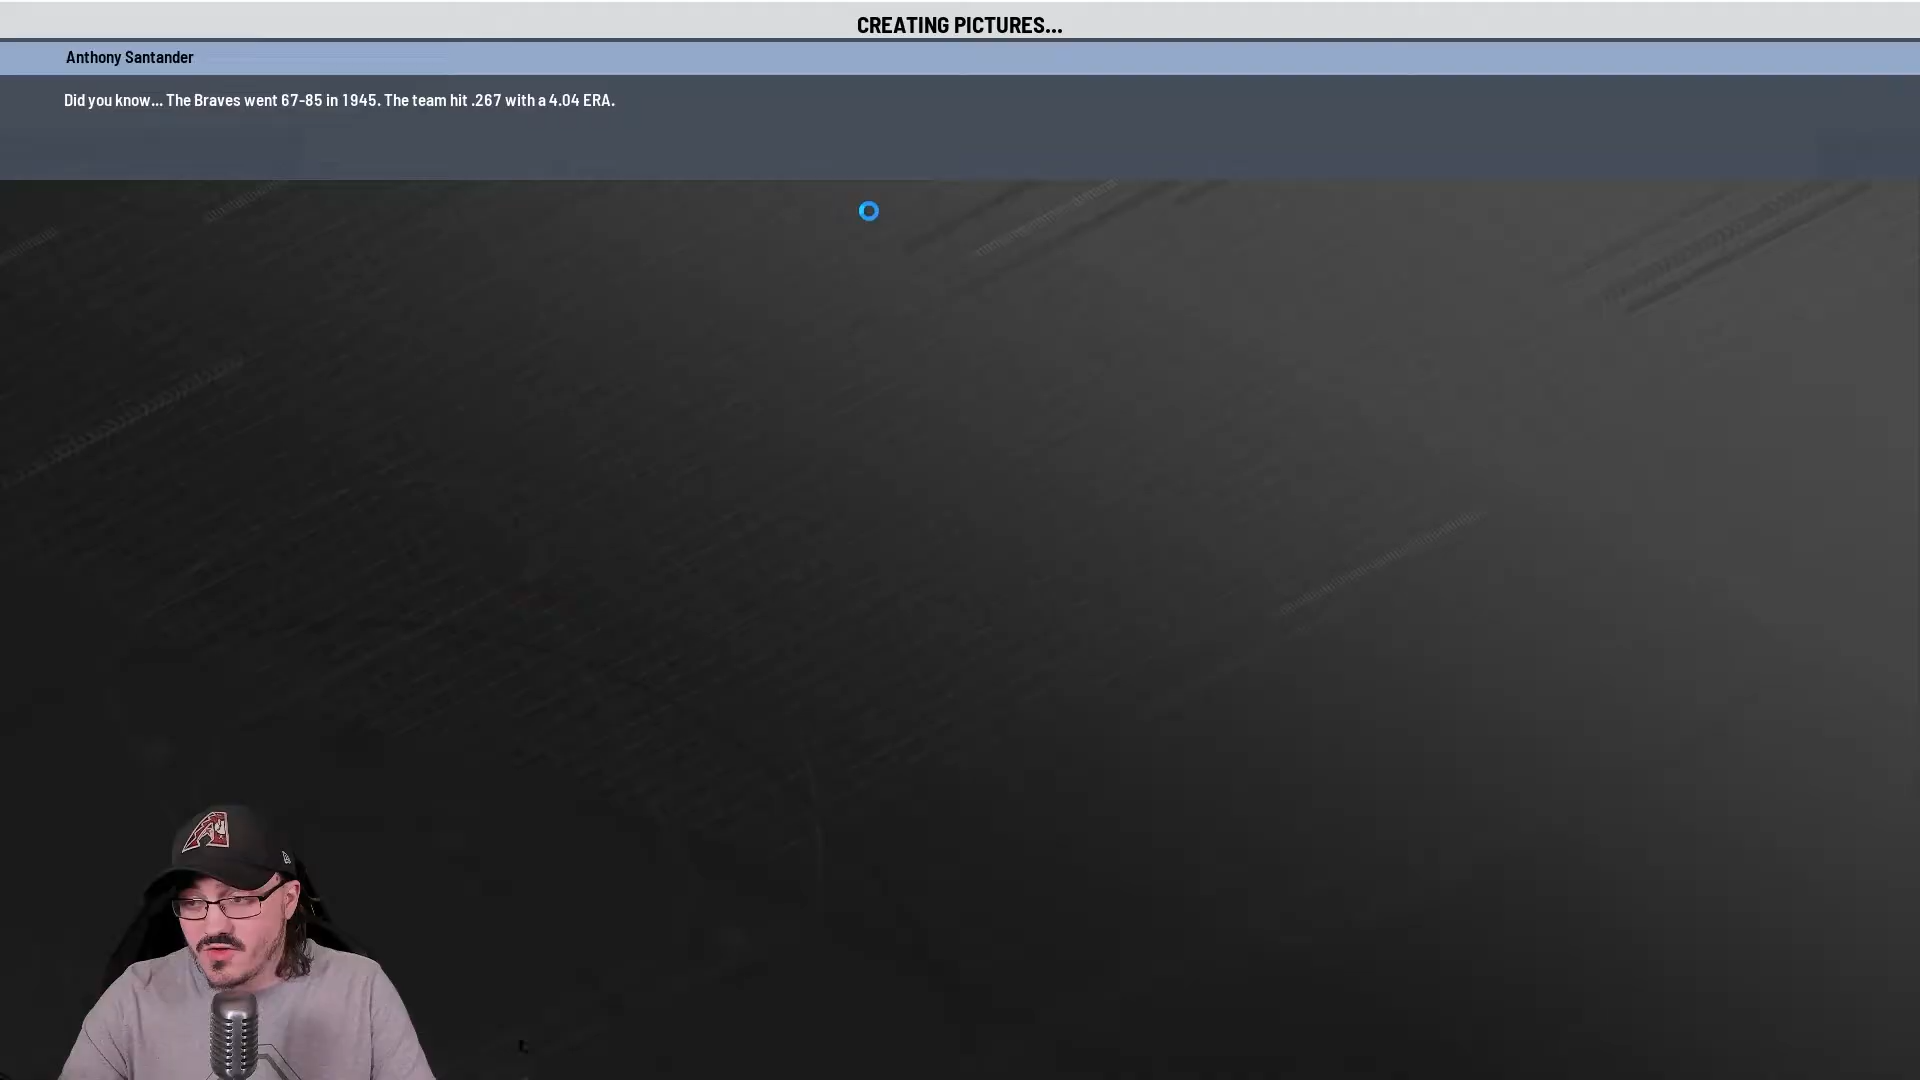 CREATING PICTURES...
Anthony Santander
Did you know... The Braves went 67-85 in 1945. The team hit .267 with a 4.04 ERA.